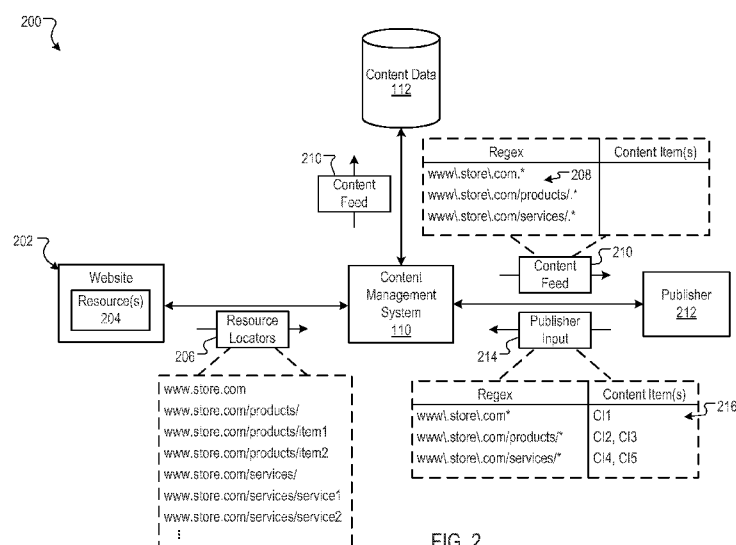 200
Content Data
112
210
Content
Feed
Regex Content Item(s)
www\.store\.com.*
208
www\.store\.com/products/.*
www\.store\.com/services/.*
202
Website
Resource(s)
204
Content
Management
System
110
Content
Feed
210
Publisher
212
Resource
Locators
206
Publisher
Input
214
www.store.com
www.store.com/products/
www.store.com/products/item1
www.store.com/products/item2
www.store.com/services/
www.store.com/services/service1
www.store.com/services/service2
⋮
Regex Content Item(s)
www\.store\.com* CI1
216
www\.store\.com/products/* CI2, CI3
www\.store\.com/services/* CI4, CI5
FIG. 2